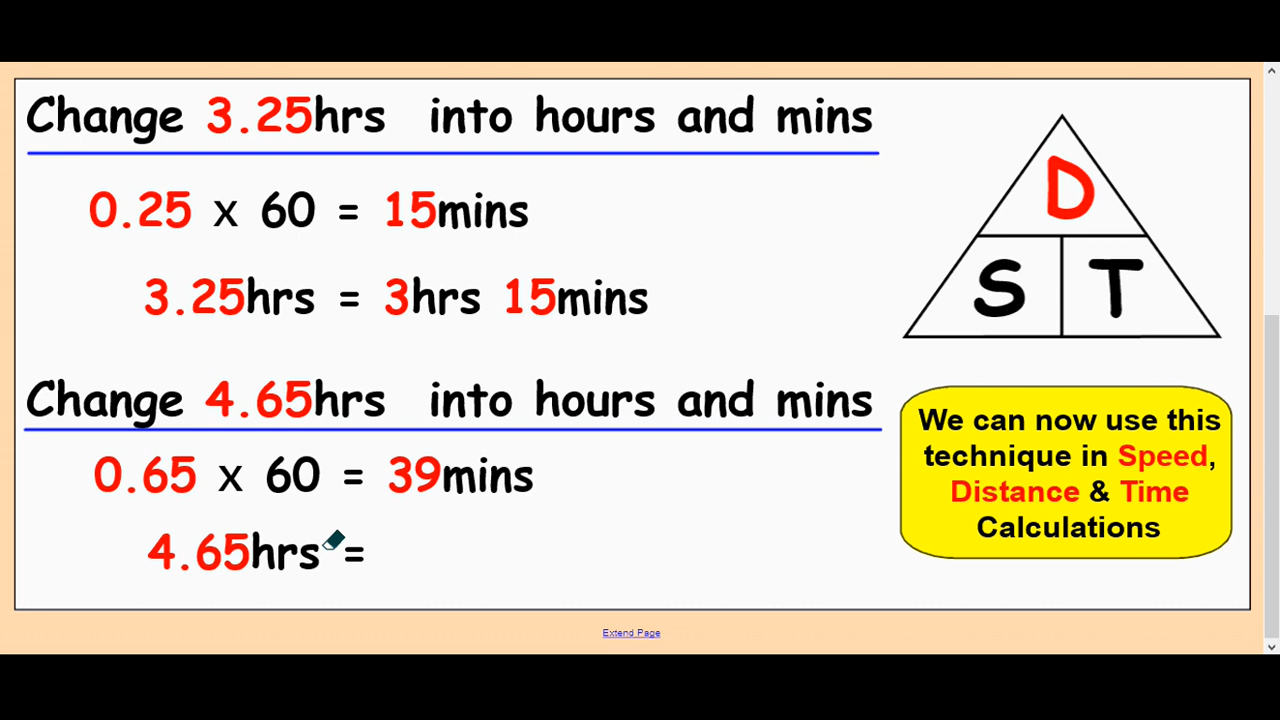 Change 3.25hrs into hours and mins
0.25 x 60 = 15mins
3.25hrs = 3hrs 15mins
Change 4.65hrs into hours and mins
0.65 x 60 = 39mins
4.65hrs =
D
S T
We can now use this
technique in Speed,
Distance & Time
Calculations
Extend Page